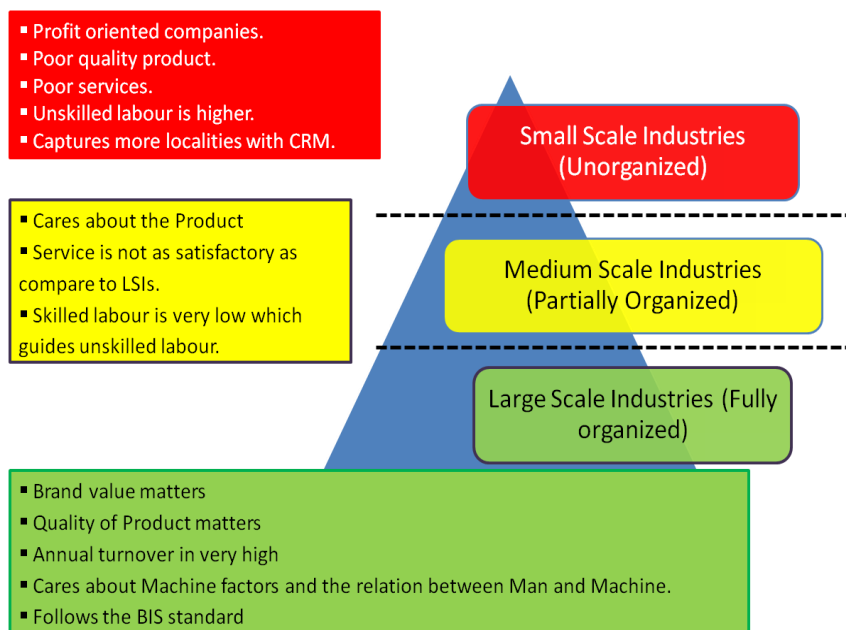 ▪ Profit oriented companies.
▪ Poor quality product.
▪ Poor services.
▪ Unskilled labour is higher.
▪ Captures more localities with CRM.
Small Scale Industries
(Unorganized)
▪ Cares about the Product
▪ Service is not as satisfactory as
compare to LSIs.
▪ Skilled labour is very low which
guides unskilled labour.
Medium Scale Industries
(Partially Organized)
Large Scale Industries (Fully
organized)
▪ Brand value matters
▪ Quality of Product matters
▪ Annual turnover in very high
▪ Cares about Machine factors and the relation between Man and Machine.
▪ Follows the BIS standard